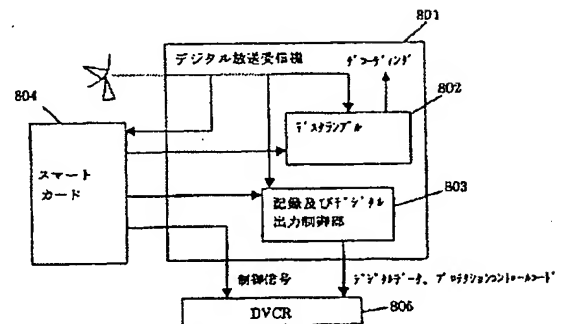 801
デジタル放送受信機
デコーディング
802
804
デスクランブル
スマート
カード
803
記録及びデジタル
出力制御部
制御信号
デジタルデータ、プロテクションコントロールコード
DVCR
806